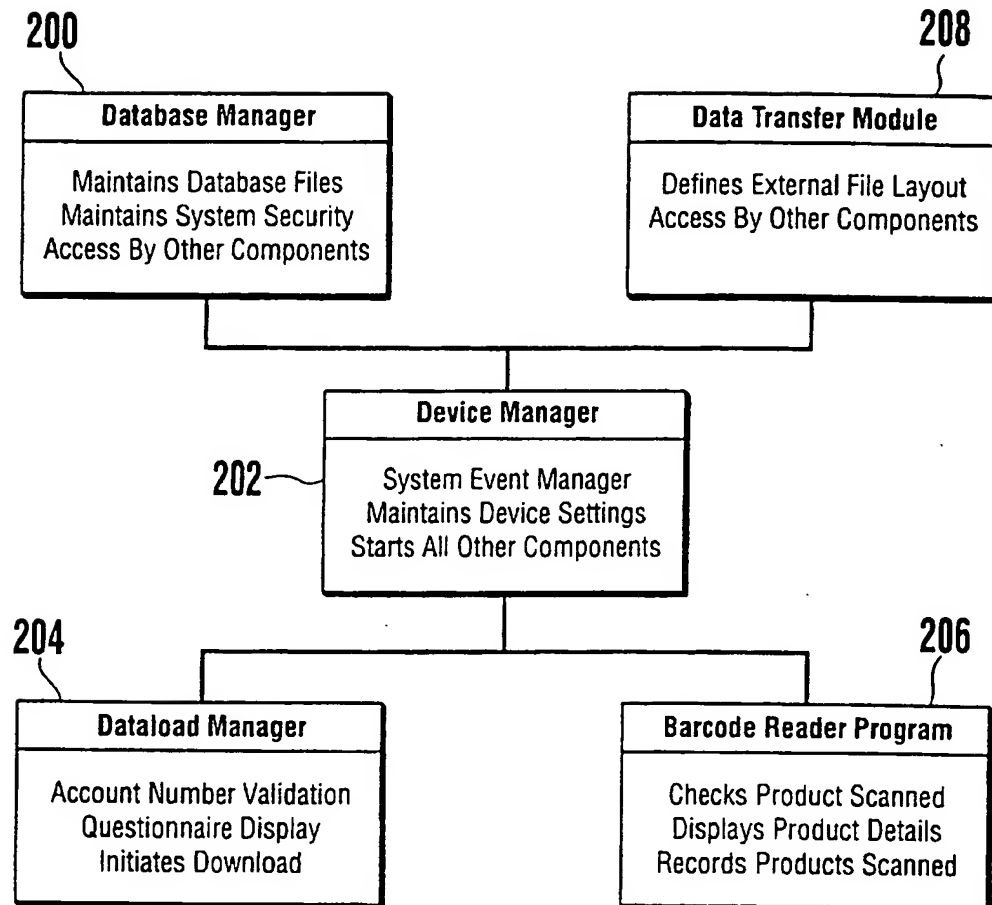 200
208
Database Manager
Maintains Database Files
Maintains System Security
Access By Other Components
Data Transfer Module
Defines External File Layout
Access By Other Components
202
Device Manager
System Event Manager
Maintains Device Settings
Starts All Other Components
204
206
Dataload Manager
Account Number Validation
Questionnaire Display
Initiates Download
Barcode Reader Program
Checks Product Scanned
Displays Product Details
Records Products Scanned